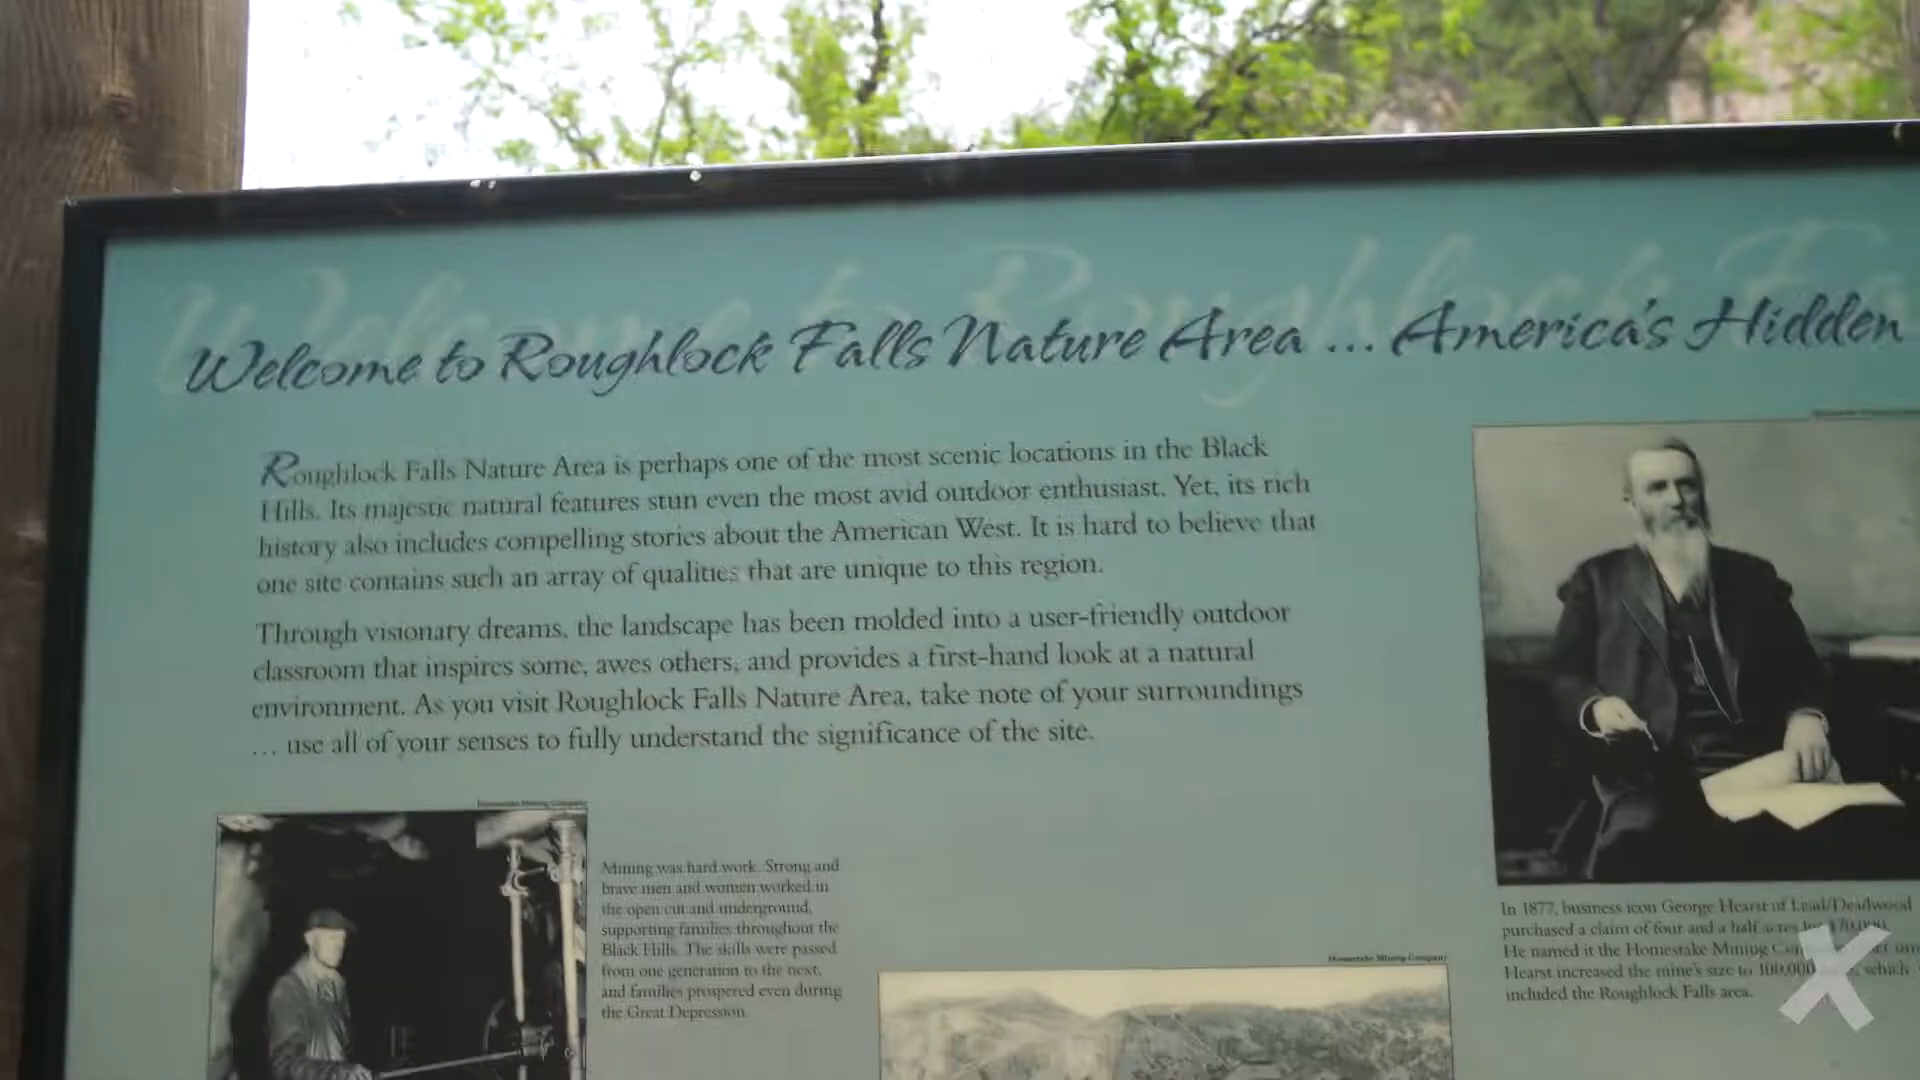 Welcome to Roughlock Falls Nature Area ... America's Hidden
Roughlock Falls Nature Area is perhaps one of the most scenic locations in the Black
Hills. Its majestic natural features stun even the most avid outdoor enthusiast. Yet, its rich
history also includes compelling stories about the American West. It is hard to believe that
one site contains such an array of qualities that are unique to this region.
Through visionary dreams, the landscape has been molded into a user-friendly outdoor
classroom that inspires some, awes others, and provides a first-hand look at a natural
environment. As you visit Roughlock Falls Nature Area, take note of your surroundings
... use all of your senses to fully understand the significance of the site.
Homestake Mining Company
Mining was hard work. Strong and
brave men and women worked in
the open cut and underground,
supporting families throughout the
Black Hills. The skills were passed
from one generation to the next,
and families prospered even during
the Great Depression.
Homestake Mining Company
In 1877, business icon George Hearst of Lead/Deadwood
purchased a claim of four and a half acres for $70,000.
He named it the Homestake Mining
Hearst increased the mine's size to 100,000 which
included the Roughlock Falls area.